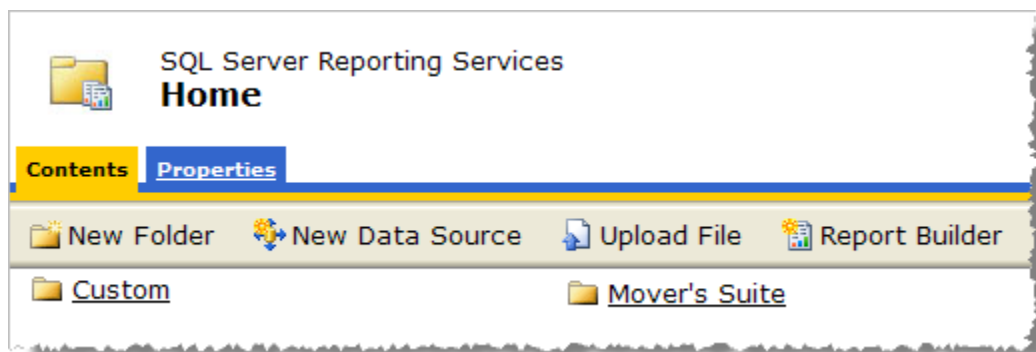 SQL Server Reporting Services
Home
Contents Properties
New Folder New Data Source Upload File Report Builder
Custom Mover's Suite